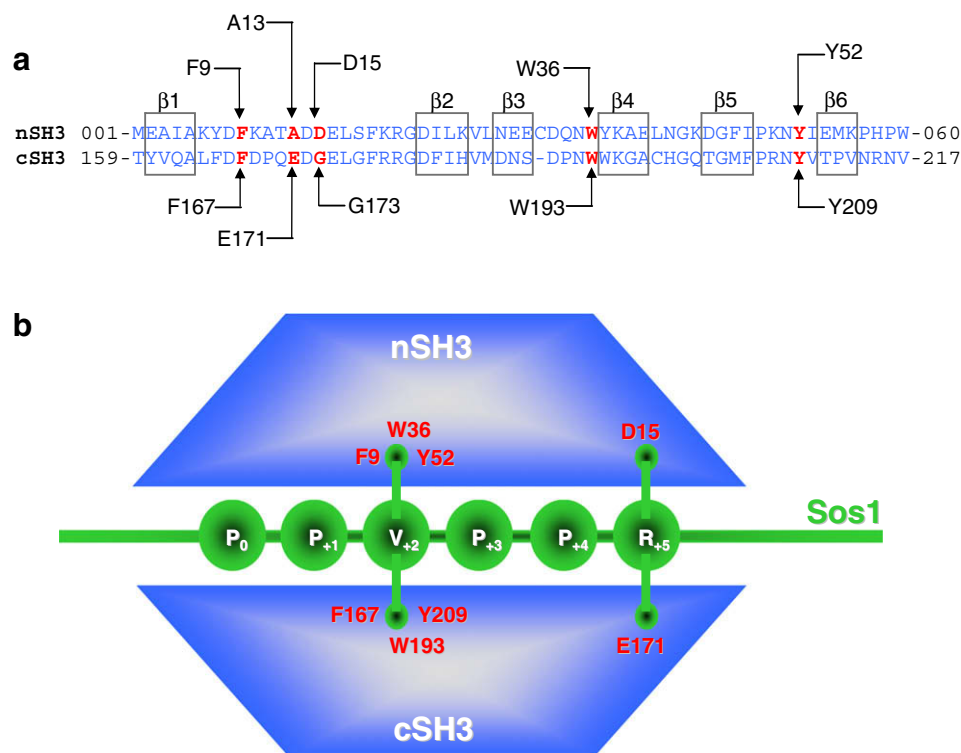 a
A13
F9
D15
W36
Y52
β1
β2
β3
β4
β5
β6
nSH3 001-MEAIAKYDFKATADDELSFKRGDILKVLNEECDQNWYKAELNGKDGFIPKNYIEMKPHPW-060
cSH3 159-TYVQALFDFDPQEDGELGFRRGDFIHVMDNS-DPNWWKGACHGQTGMFPRNYVTPVNRNV-217
F167
E171
G173
W193
Y209
b
nSH3
W36
F9
Y52
D15
Sos1
P0
P+1
V+2
P+3
P+4
R+5
F167
Y209
W193
E171
cSH3